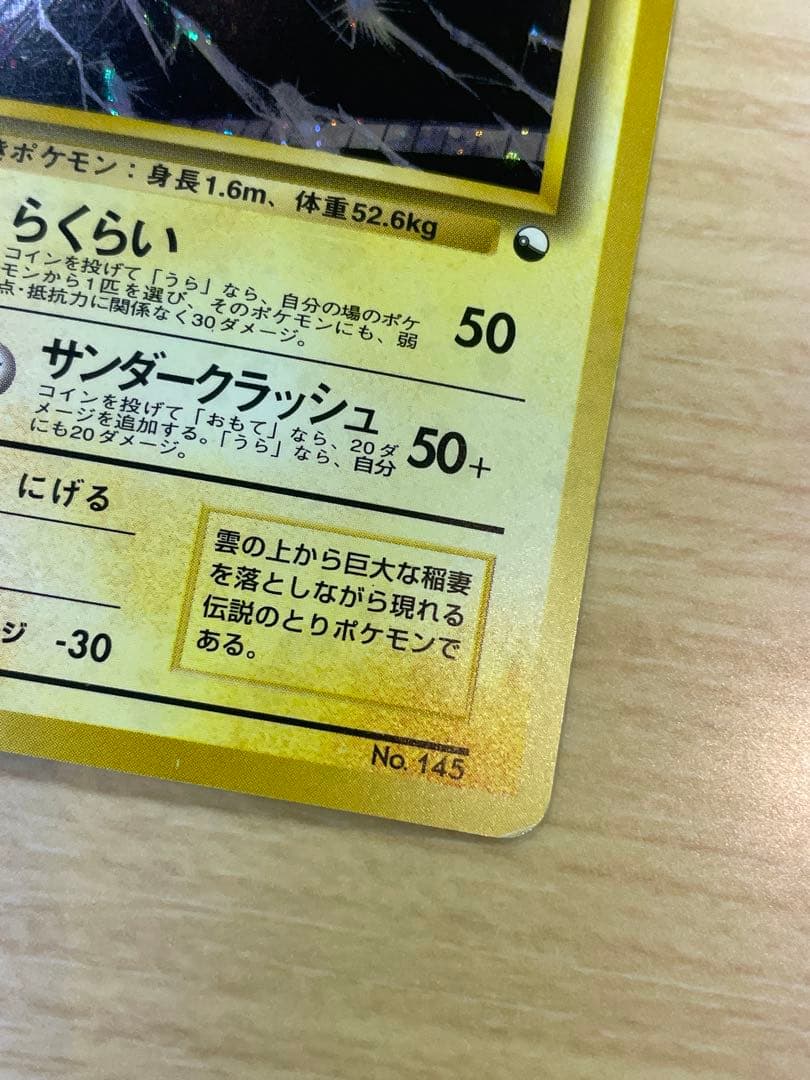 きポケモン：身長1.6m、体重52.6kg
らくらい
コインを投げて「うら」なら、自分の場のポケ
モンから1匹を選び、そのポケモンにも、弱
点・抵抗力に関係なく30ダメージ。
50
サンダークラッシュ
コインを投げて「おもて」なら、20ダ
メージを追加する。「うら」なら、自分
にも20ダメージ。
50+
にげる
ジ -30
雲の上から巨大な稲妻
を落としながら現れる
伝説のとりポケモンで
ある。
No. 145